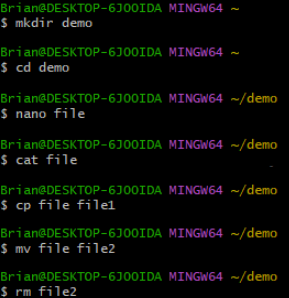 Brian@DESKTOP-6JOOIDA MINGW64 ~
$ mkdir demo
Brian@DESKTOP-6JOOIDA MINGW64 ~
$ cd demo
Brian@DESKTOP-6JOOIDA MINGW64 ~/demo
$ nano file
Brian@DESKTOP-6JOOIDA MINGW64 ~/demo
$ cat file
Brian@DESKTOP-6JOOIDA MINGW64 ~/demo
$ cp file file1
Brian@DESKTOP-6JOOIDA MINGW64 ~/demo
$ mv file file2
Brian@DESKTOP-6JOOIDA MINGW64 ~/demo
$ rm file2